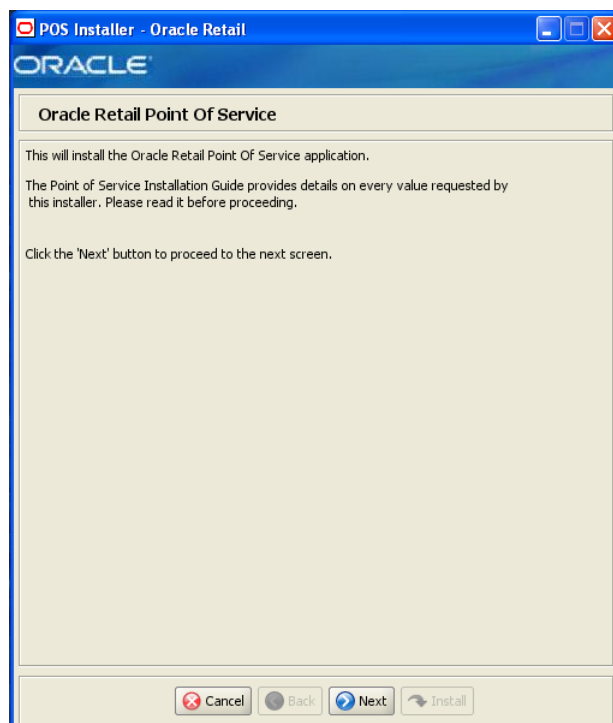 POS Installer - Oracle Retail
ORACLE
Oracle Retail Point Of Service
This will install the Oracle Retail Point Of Service application.
The Point of Service Installation Guide provides details on every value requested by
this installer. Please read it before proceeding.
Click the 'Next' button to proceed to the next screen.
Cancel Back Next Install